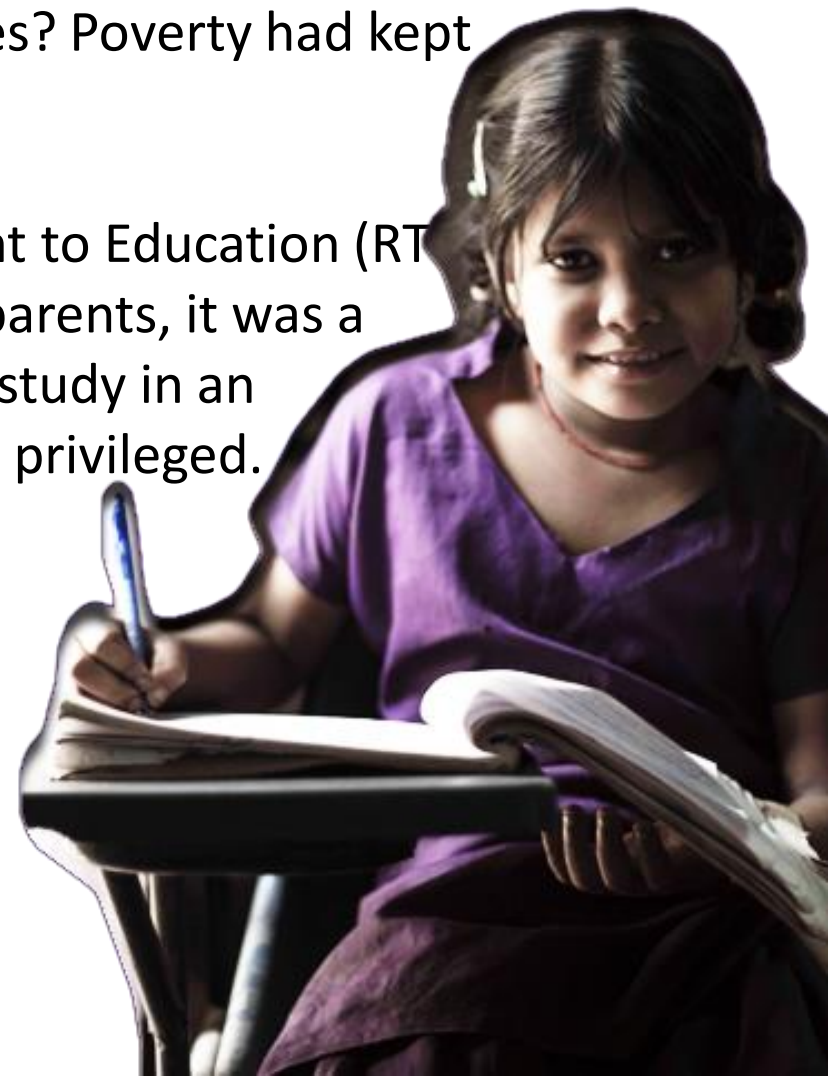 es? Poverty had kept
nt to Education (RT
parents, it was a
study in an
privileged.